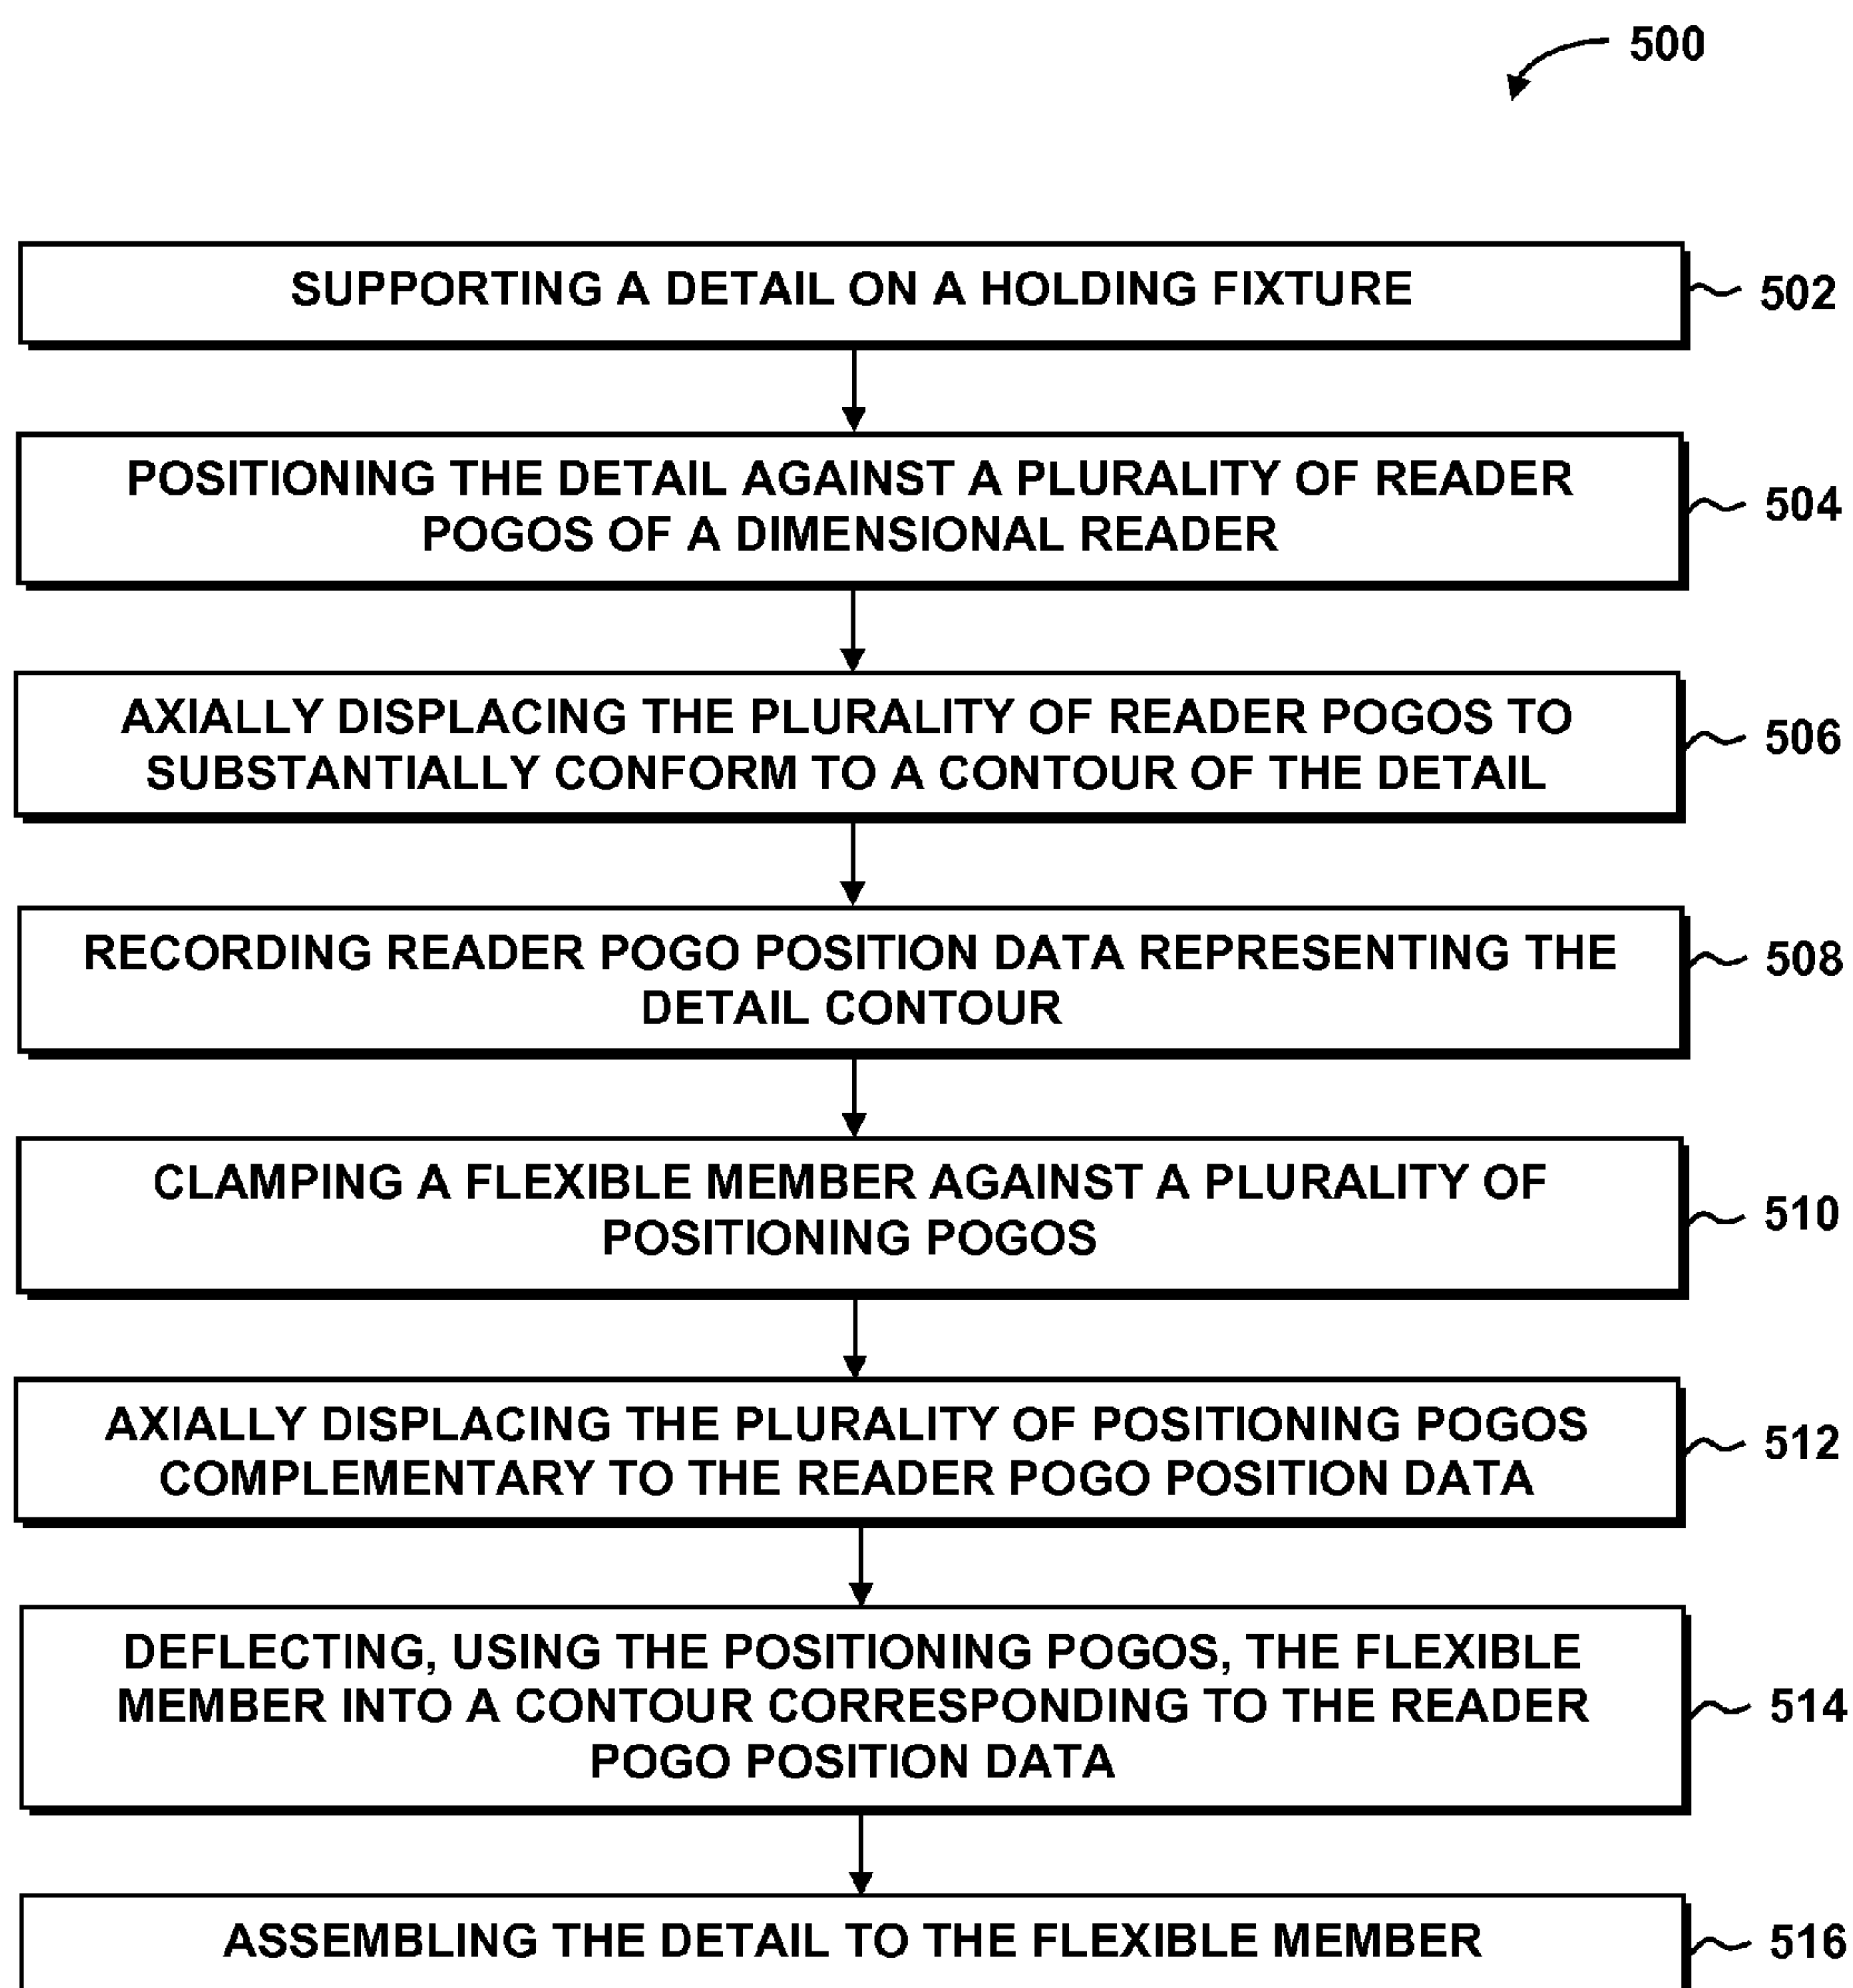 500
SUPPORTING A DETAIL ON A HOLDING FIXTURE
502
POSITIONING THE DETAIL AGAINST A PLURALITY OF READER
POGOS OF A DIMENSIONAL READER
504
AXIALLY DISPLACING THE PLURALITY OF READER POGOS TO
SUBSTANTIALLY CONFORM TO A CONTOUR OF THE DETAIL
506
RECORDING READER POGO POSITION DATA REPRESENTING THE
DETAIL CONTOUR
508
CLAMPING A FLEXIBLE MEMBER AGAINST A PLURALITY OF
POSITIONING POGOS
510
AXIALLY DISPLACING THE PLURALITY OF POSITIONING POGOS
COMPLEMENTARY TO THE READER POGO POSITION DATA
512
DEFLECTING, USING THE POSITIONING POGOS, THE FLEXIBLE
MEMBER INTO A CONTOUR CORRESPONDING TO THE READER
POGO POSITION DATA
514
ASSEMBLING THE DETAIL TO THE FLEXIBLE MEMBER
516